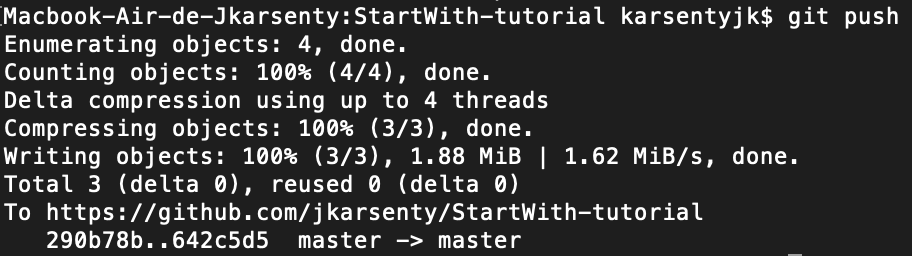 [Macbook-Air-de-Jkarsenty:StartWith-tutorial karsentyjk$ git push
Enumerating objects: 4, done.
Counting objects: 100% (4/4), done.
Delta compression using up to 4 threads
Compressing objects: 100% (3/3), done.
Writing objects: 100% (3/3), 1.88 MiB | 1.62 MiB/s, done.
Total 3 (delta 0), reused 0 (delta 0)
To https://github.com/jkarsenty/StartWith-tutorial
   290b78b..642c5d5  master -> master